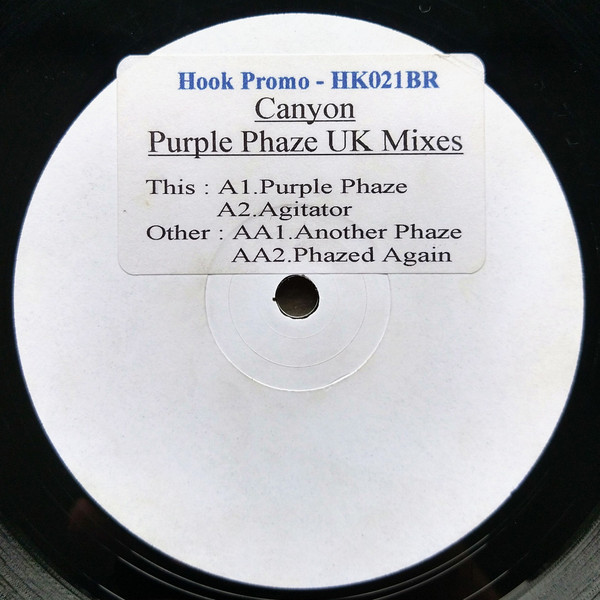 Hook Promo - HK021BR
Canyon
Purple Phaze UK Mixes
This : A1.Purple Phaze
A2.Agitator
Other : AA1.Another Phaze
AA2.Phazed Again